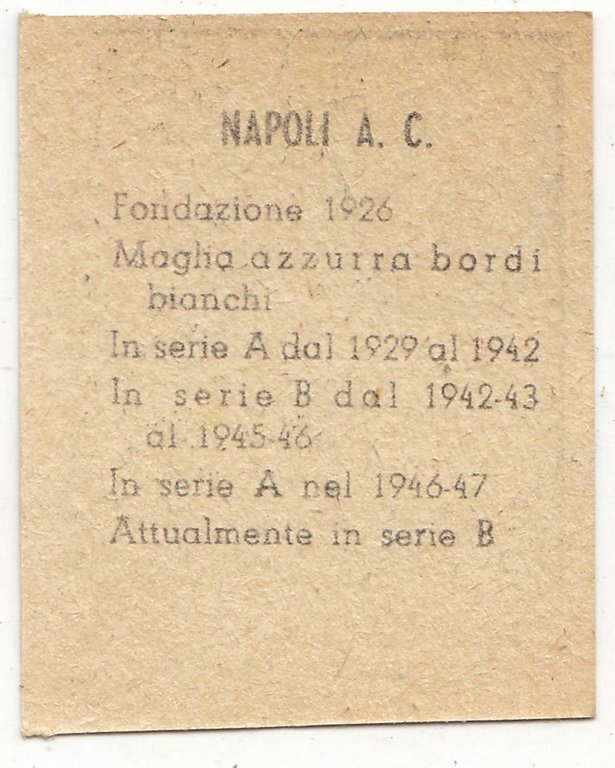 NAPOLI A. C.
Fondazione 1926
Maglia azzurra bordi
bianchi
In serie A dal 1929 al 1942
In serie B dal 1942-43
al 1945-46
In serie A nel 1946-47
Attualmente in serie B